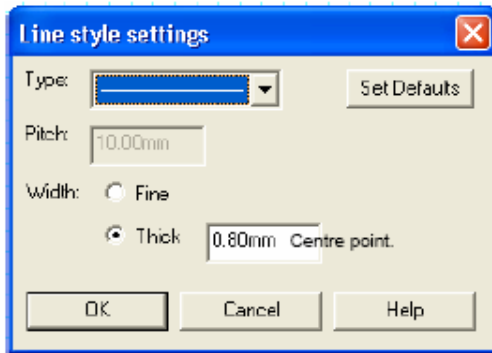 Line style settings
Type: Set Defaults
Pitch: 10.00mm
Width: Fine
Thick 0.80mm Centre point.
OK Cancel Help